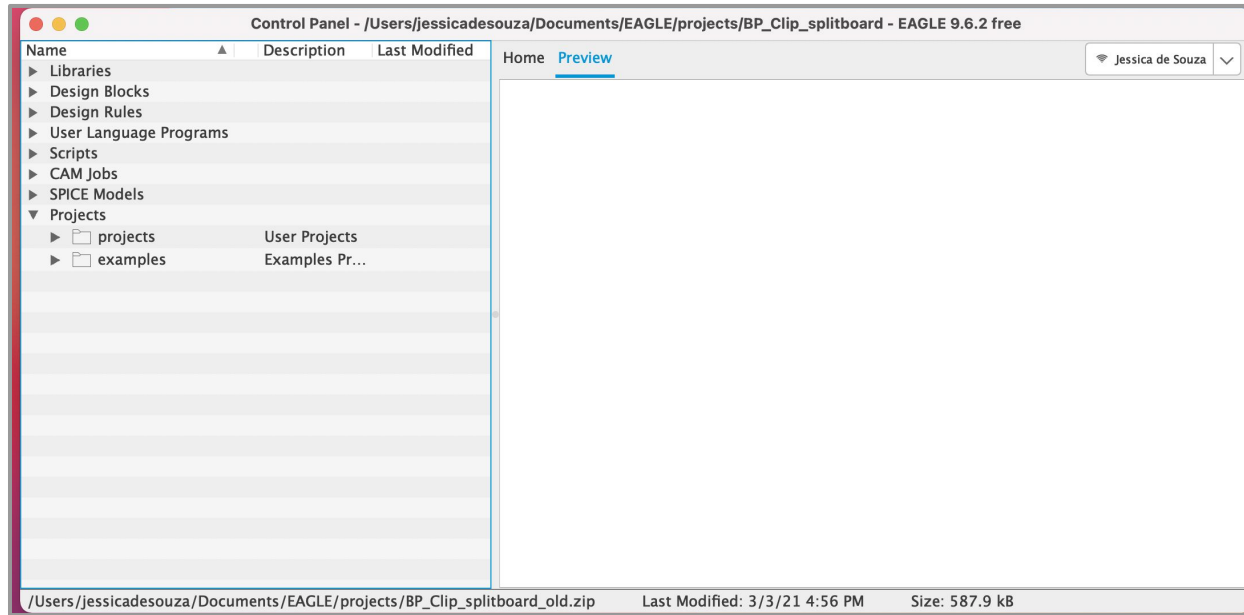 Control Panel - /Users/jessicadesouza/Documents/EAGLE/projects/BP_Clip_splitboard - EAGLE 9.6.2 free
Name Description Last Modified
Home Preview
Jessica de Souza
Libraries
Design Blocks
Design Rules
User Language Programs
Scripts
CAM Jobs
SPICE Models
Projects
projects User Projects
examples Examples Pr...
/Users/jessicadesouza/Documents/EAGLE/projects/BP_Clip_splitboard_old.zip Last Modified: 3/3/21 4:56 PM Size: 587.9 kB